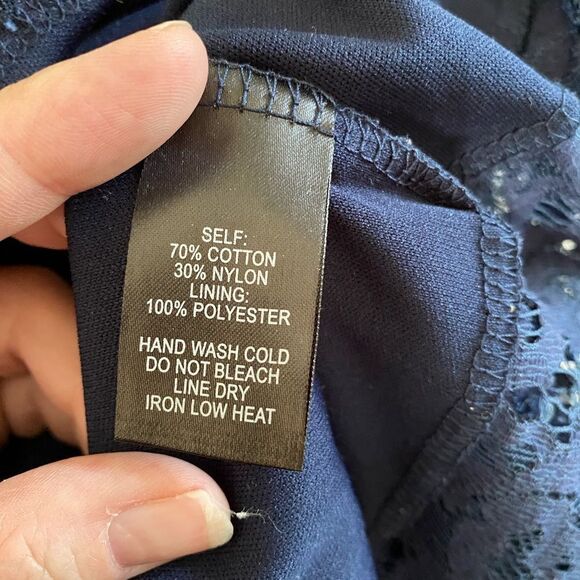 SELF:
70% COTTON
30% NYLON
LINING:
100% POLYESTER
HAND WASH COLD
DO NOT BLEACH
LINE DRY
IRON LOW HEAT